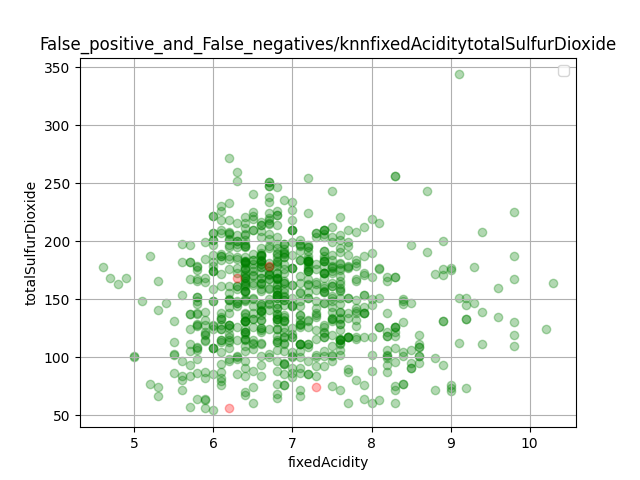 False_positive_and_False_negatives/knnfixedAciditytotalSulfurDioxide
350
300
250
200
150
100
50
totalSulfurDioxide
5 6 7 8 9 10
fixedAcidity